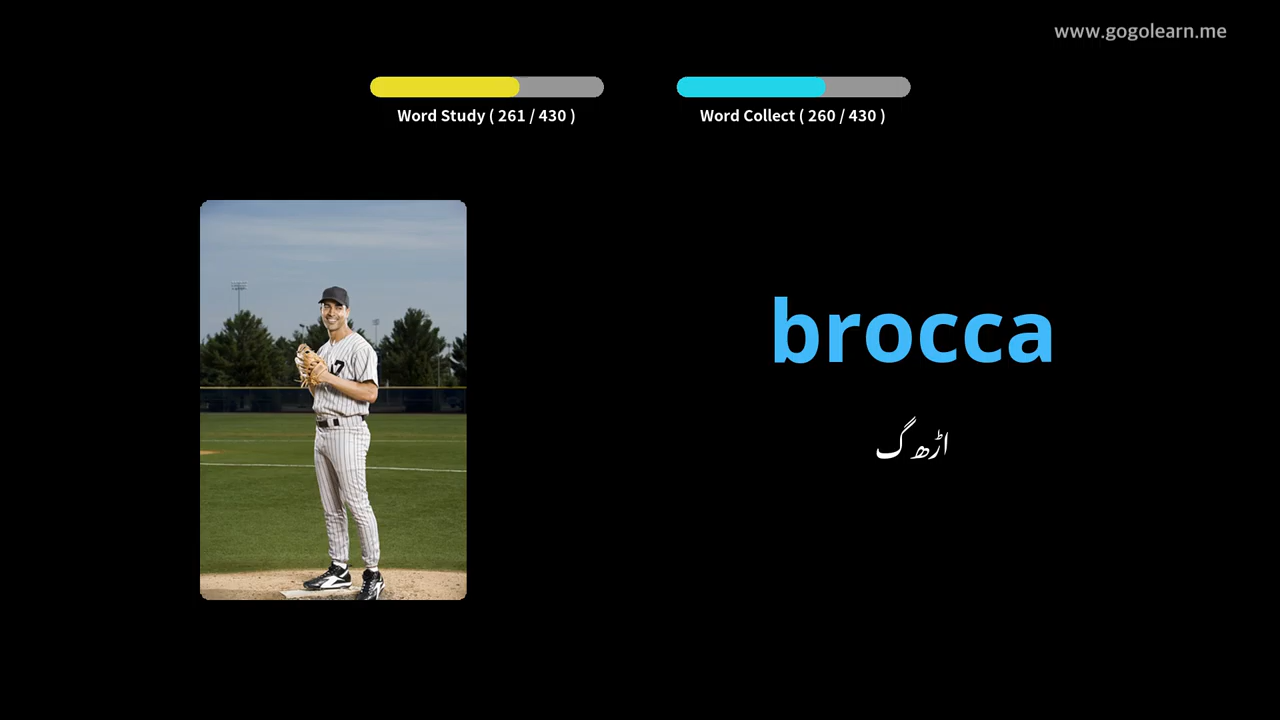 www.gogolearn.me
Word Study ( 261 / 430 )
Word Collect ( 260 / 430 )
brocca
اڑھ گ